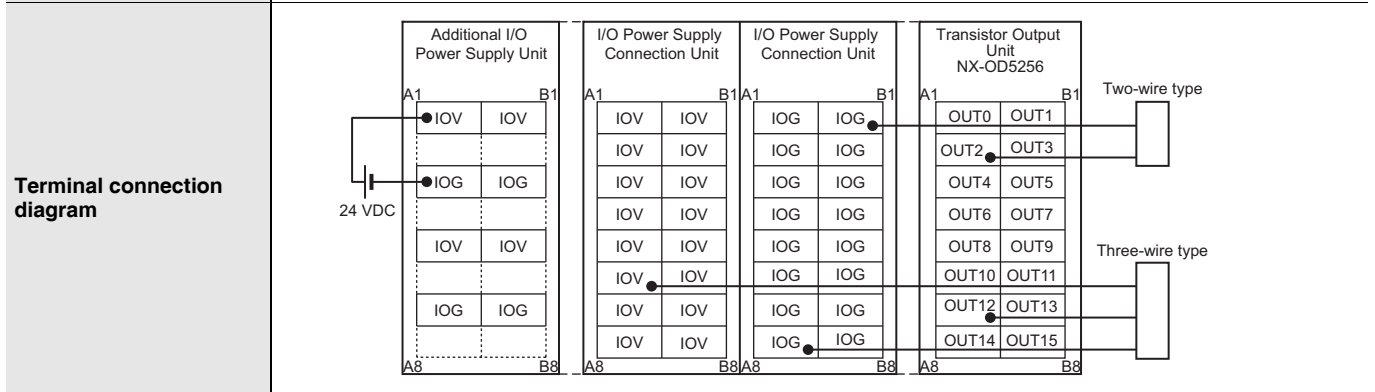 Terminal connection
diagram
Additional I/O
Power Supply Unit
I/O Power Supply
Connection Unit
I/O Power Supply
Connection Unit
Transistor Output
Unit
NX-OD5256
Two-wire type
A1 B1 A1 B1 A1 B1 A1 B1
IOV IOV IOV IOV IOG IOG OUT0 OUT1
IOV IOV IOG IOG OUT2 OUT3
IOG IOG IOV IOV IOG IOG OUT4 OUT5
24 VDC
IOV IOV IOG IOG OUT6 OUT7
IOV IOV IOV IOV IOG IOG OUT8 OUT9
Three-wire type
IOV IOV IOG IOG OUT10 OUT11
IOG IOG IOV IOV IOG IOG OUT12 OUT13
IOV IOV IOG IOG OUT14 OUT15
A8 B8 A8 B8 A8 B8 A8 B8